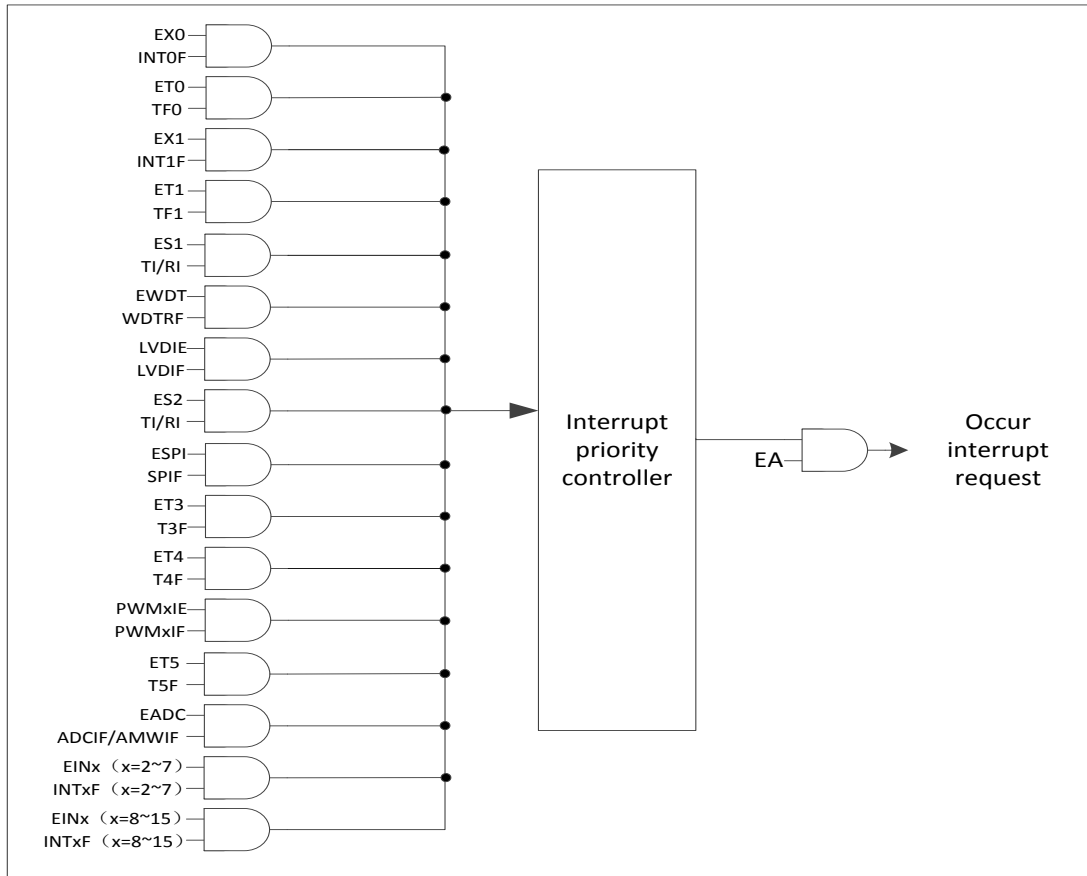 EX0
INT0F
ET0
TF0
EX1
INT1F
ET1
TF1
ES1
TI/RI
EWDT
WDTRF
LVDIE
LVDIF
ES2
TI/RI
ESPI
SPIF
ET3
T3F
ET4
T4F
PWMxIE
PWMxIF
ET5
T5F
EADC
ADCIF/AMWIF
EINx（x=2~7）
INTxF（x=2~7）
EINx（x=8~15）
INTxF（x=8~15）
Interrupt
priority
controller
EA
Occur
interrupt
request